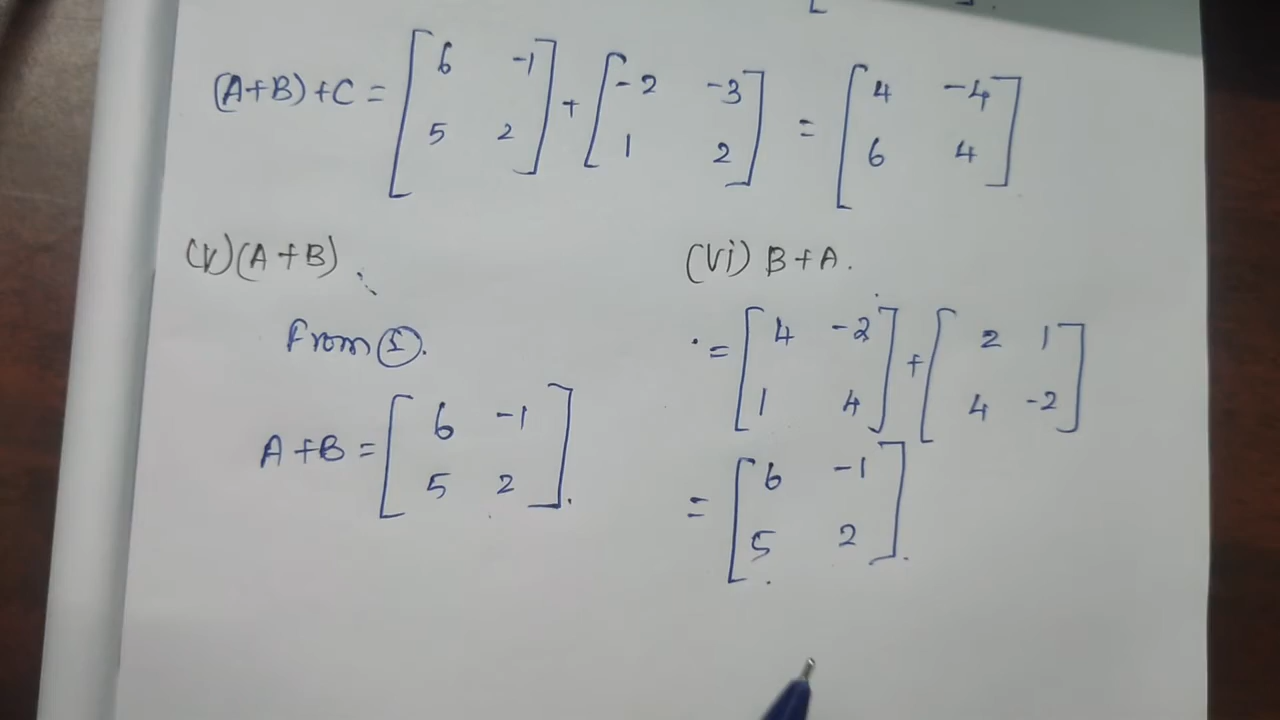 (A+B)+C = [6 -1 5 2] + [-2 -3 1 2] = [4 -4 6 4]
(v)(A+B).
From ①.
A+B = [6 -1 5 2].
(vi) B+A.
= [4 -2 1 4] + [2 1 4 -2]
= [6 -1 5 2].